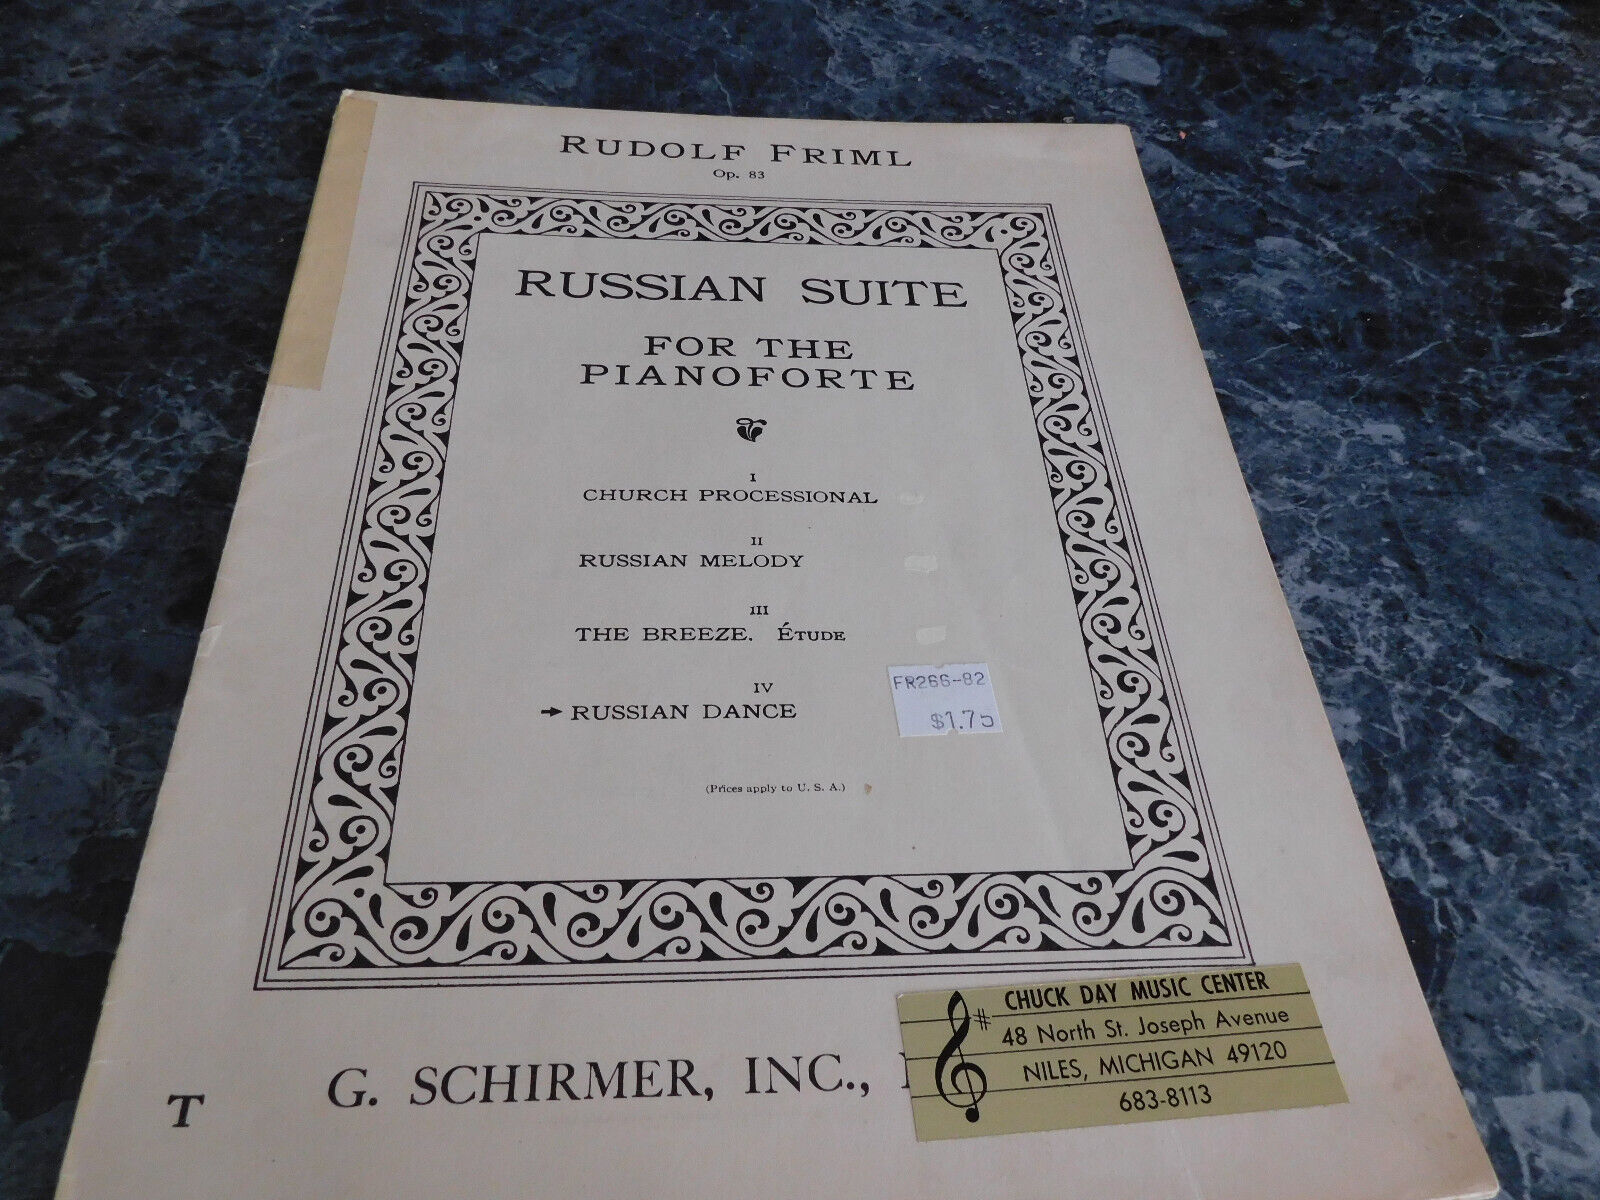 RUDOLF FRIML
Op. 83
RUSSIAN SUITE
FOR THE
PIANOFORTE
I
CHURCH PROCESSIONAL
II
RUSSIAN MELODY
III
THE BREEZE. ÉTUDE
IV
→ RUSSIAN DANCE
FR266-82
$1.75
(Prices apply to U. S. A.)
G. SCHIRMER, INC.,
T
CHUCK DAY MUSIC CENTER
48 North St. Joseph Avenue
NILES, MICHIGAN 49120
683-8113